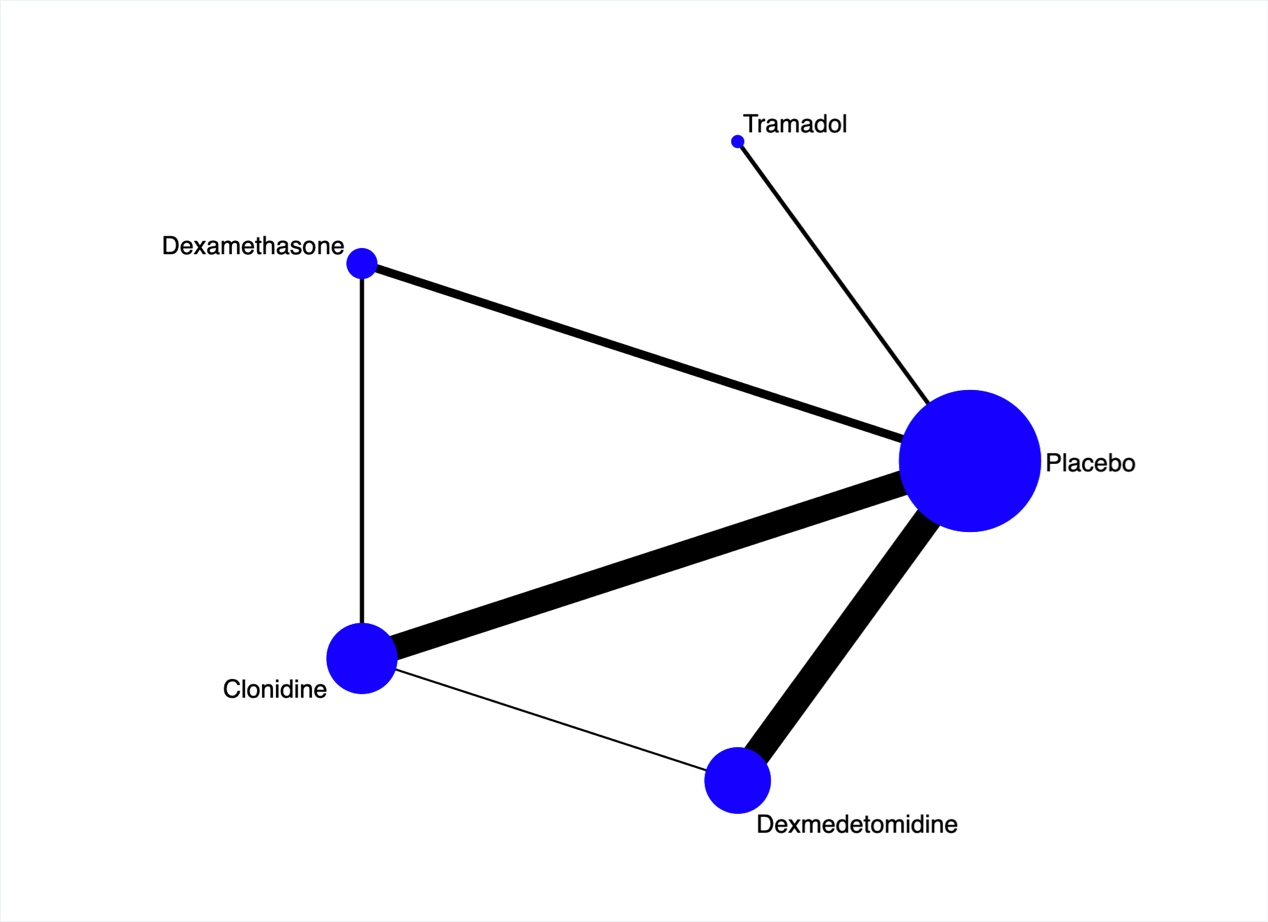 Tramadol
Dexamethasone
Placebo
Clonidine
Dexmedetomidine